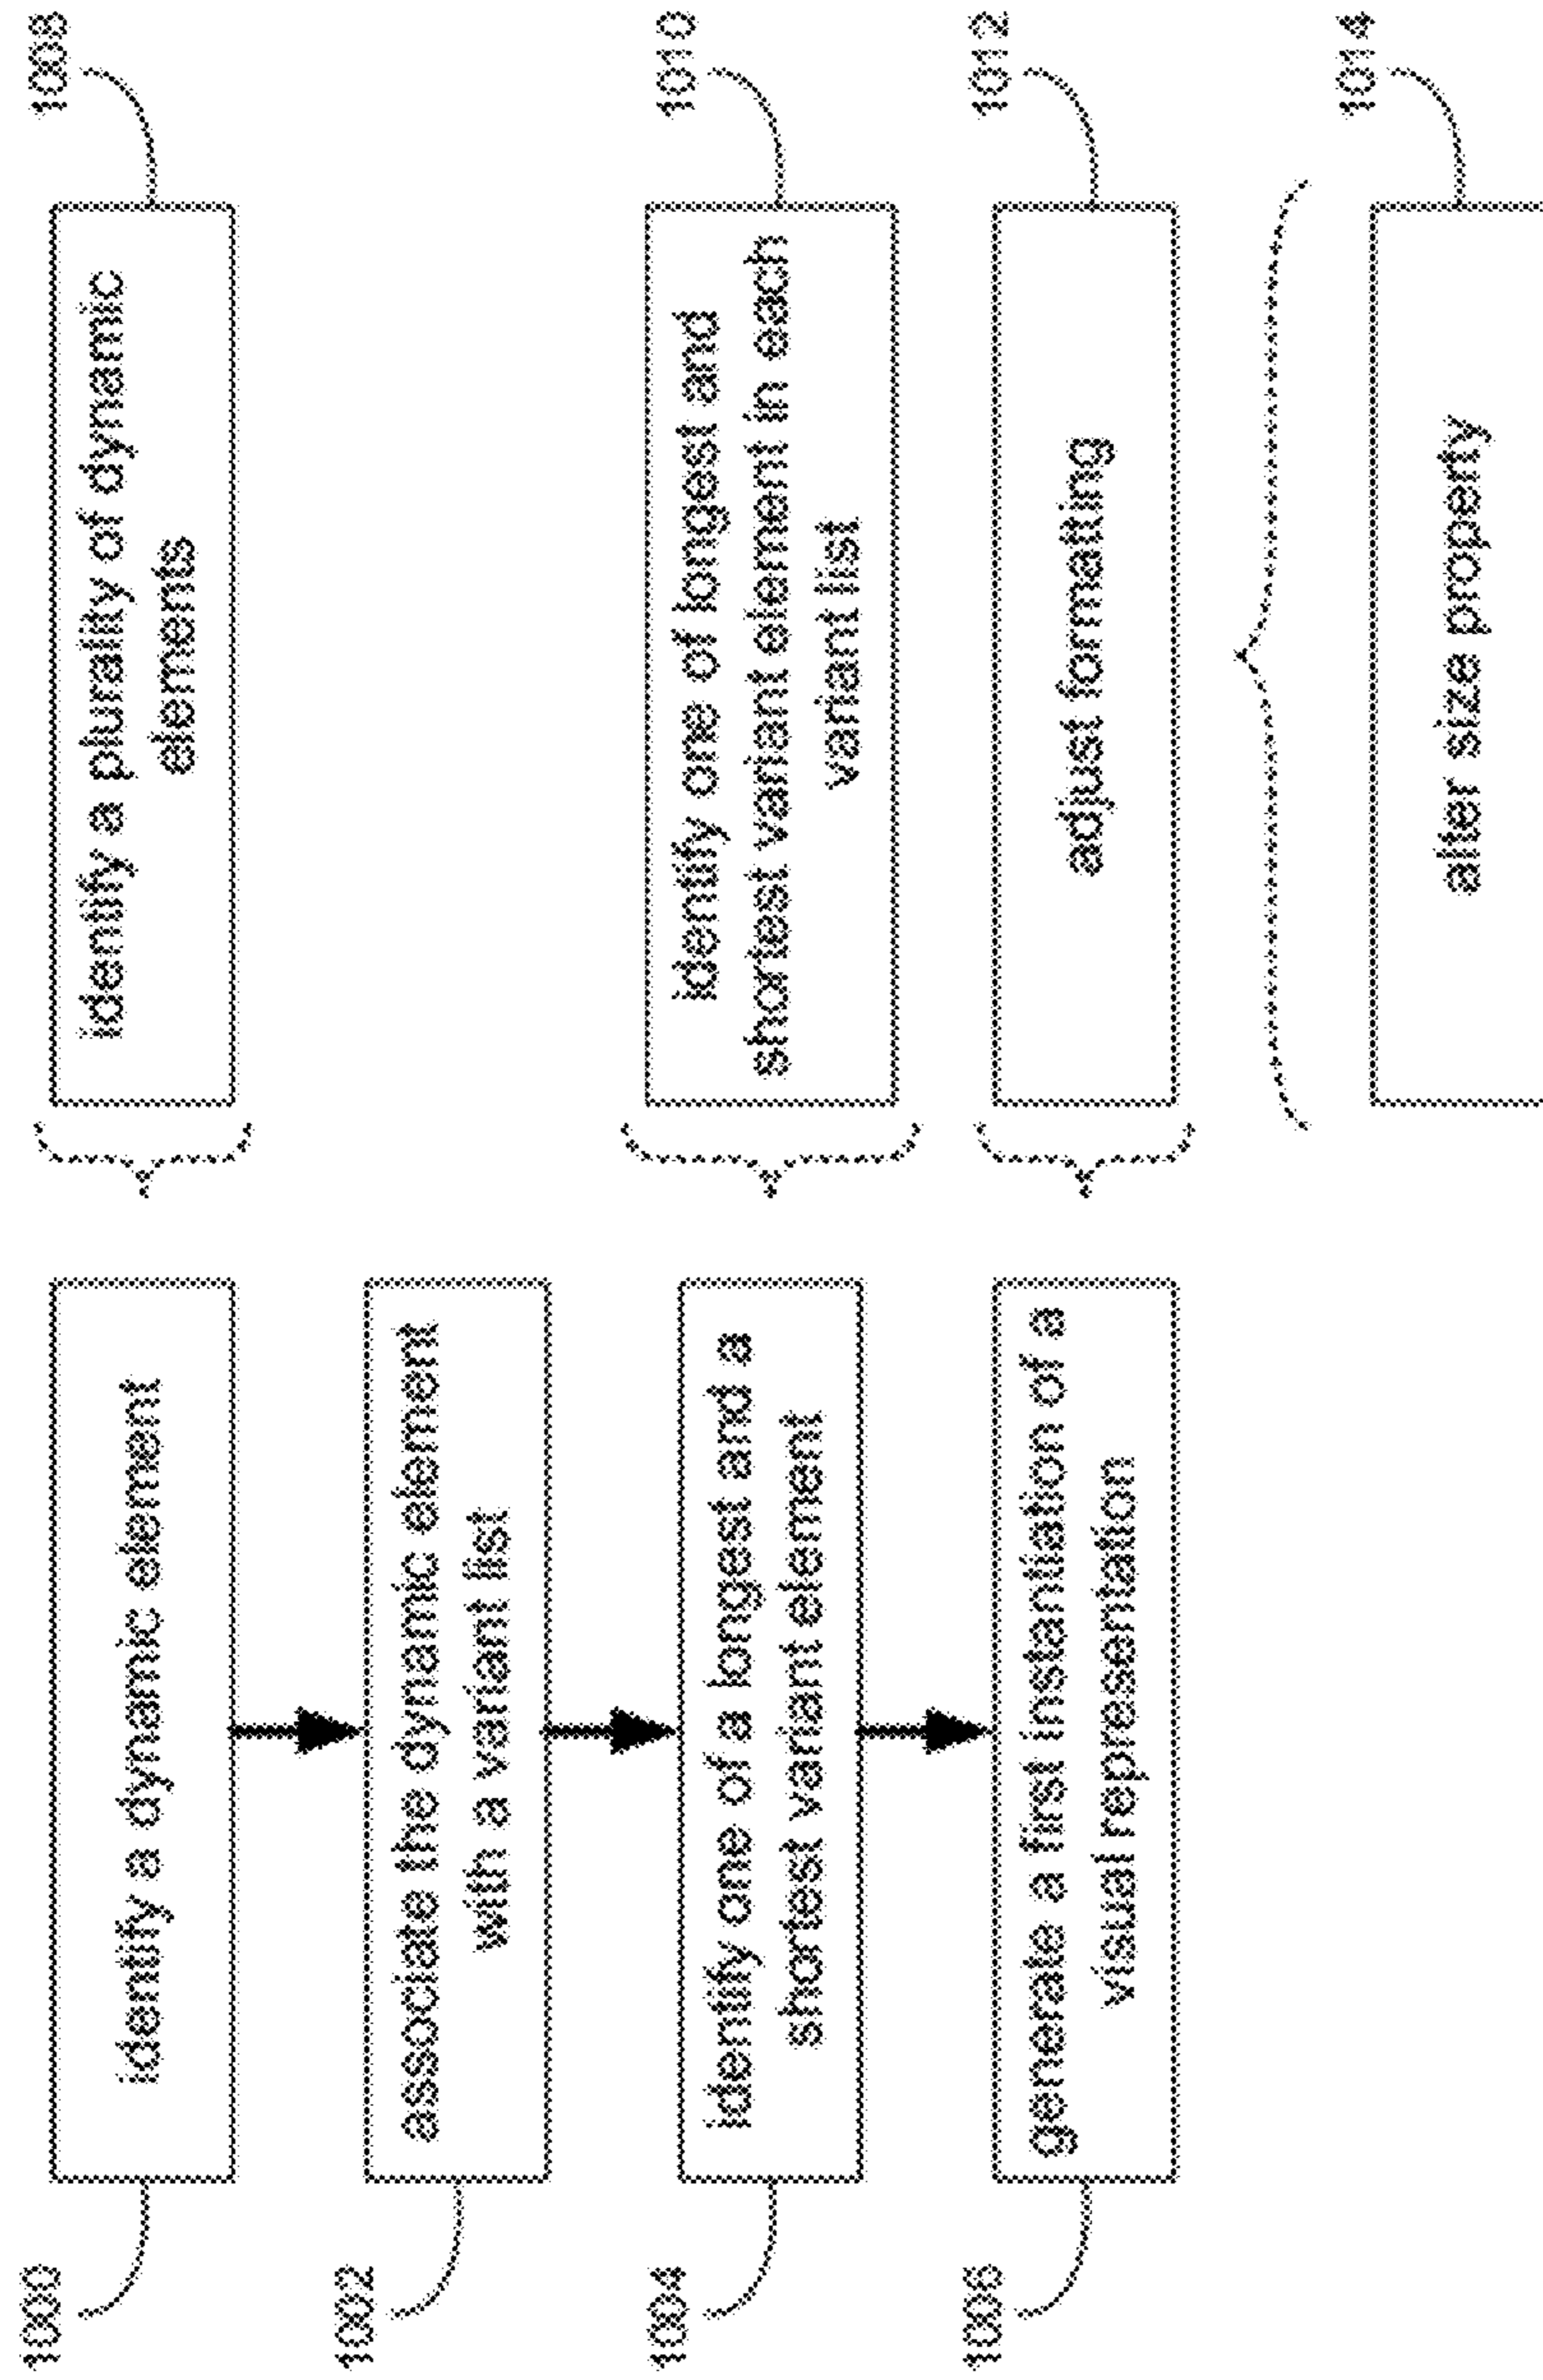 1000
identify a dynamic element
identify a plurality of dynamic
elements
1008
1002
associate the dynamic element
with a variant list
1004
identify one of a longest and a
shortest variant element
identify one of longest and
shortest variant element in each
variant list
1010
1006
generate a first instantiation of a
visual representation
adjust formatting
1012
alter size property
1014